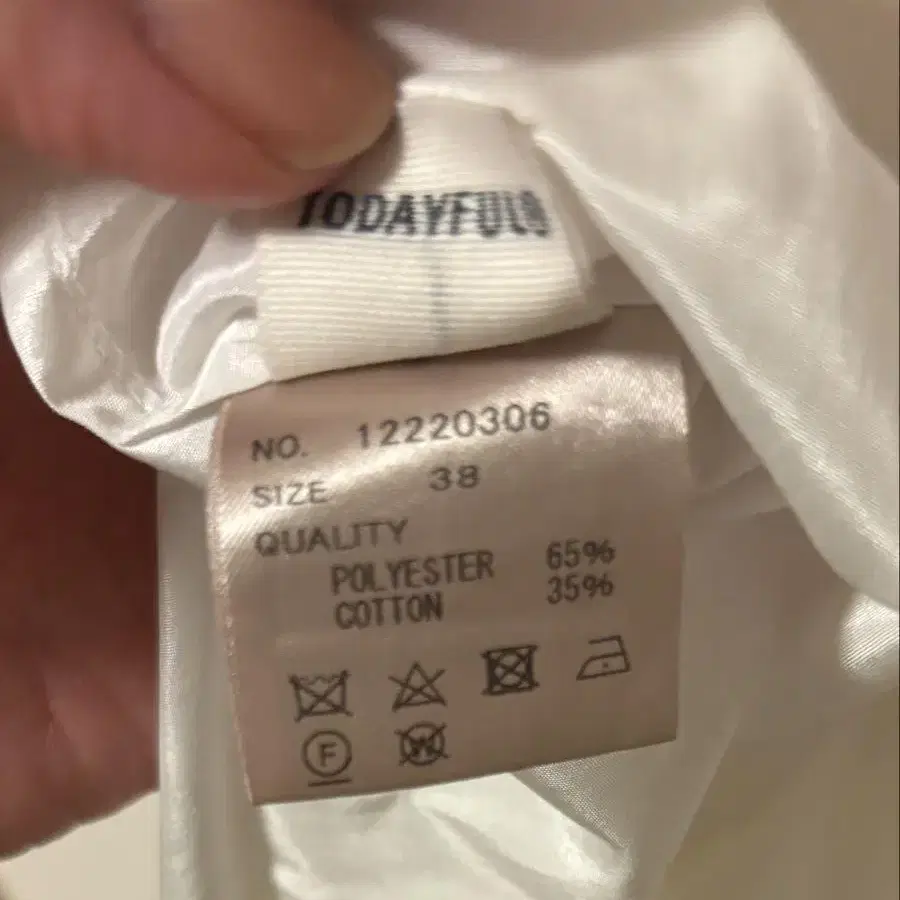 TODAYFUL
NO. 12220306
SIZE 38
QUALITY
POLYESTER 65%
COTTON 35%
F W